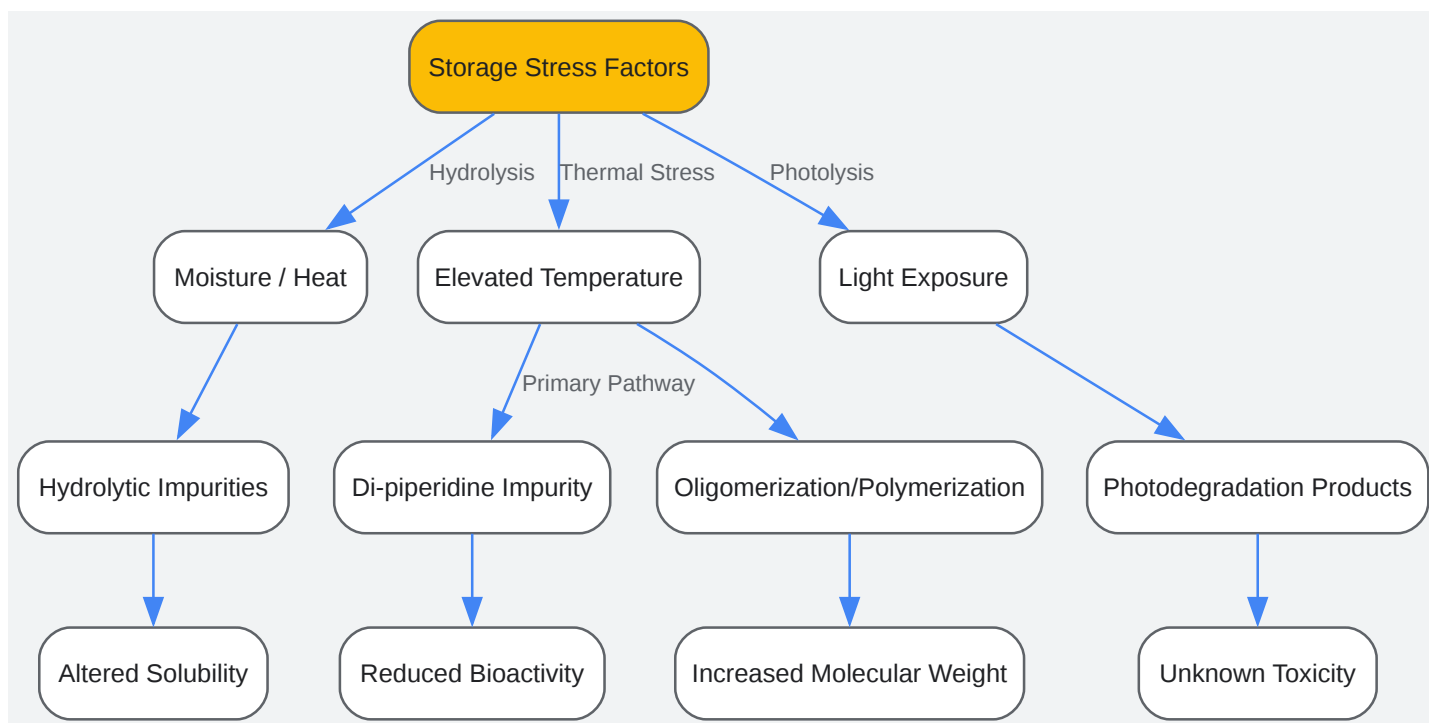 Storage Stress Factors
Hydrolysis
Thermal Stress
Photolysis
Moisture / Heat
Elevated Temperature
Light Exposure
Primary Pathway
Hydrolytic Impurities
Di-piperidine Impurity
Oligomerization/Polymerization
Photodegradation Products
Altered Solubility
Reduced Bioactivity
Increased Molecular Weight
Unknown Toxicity